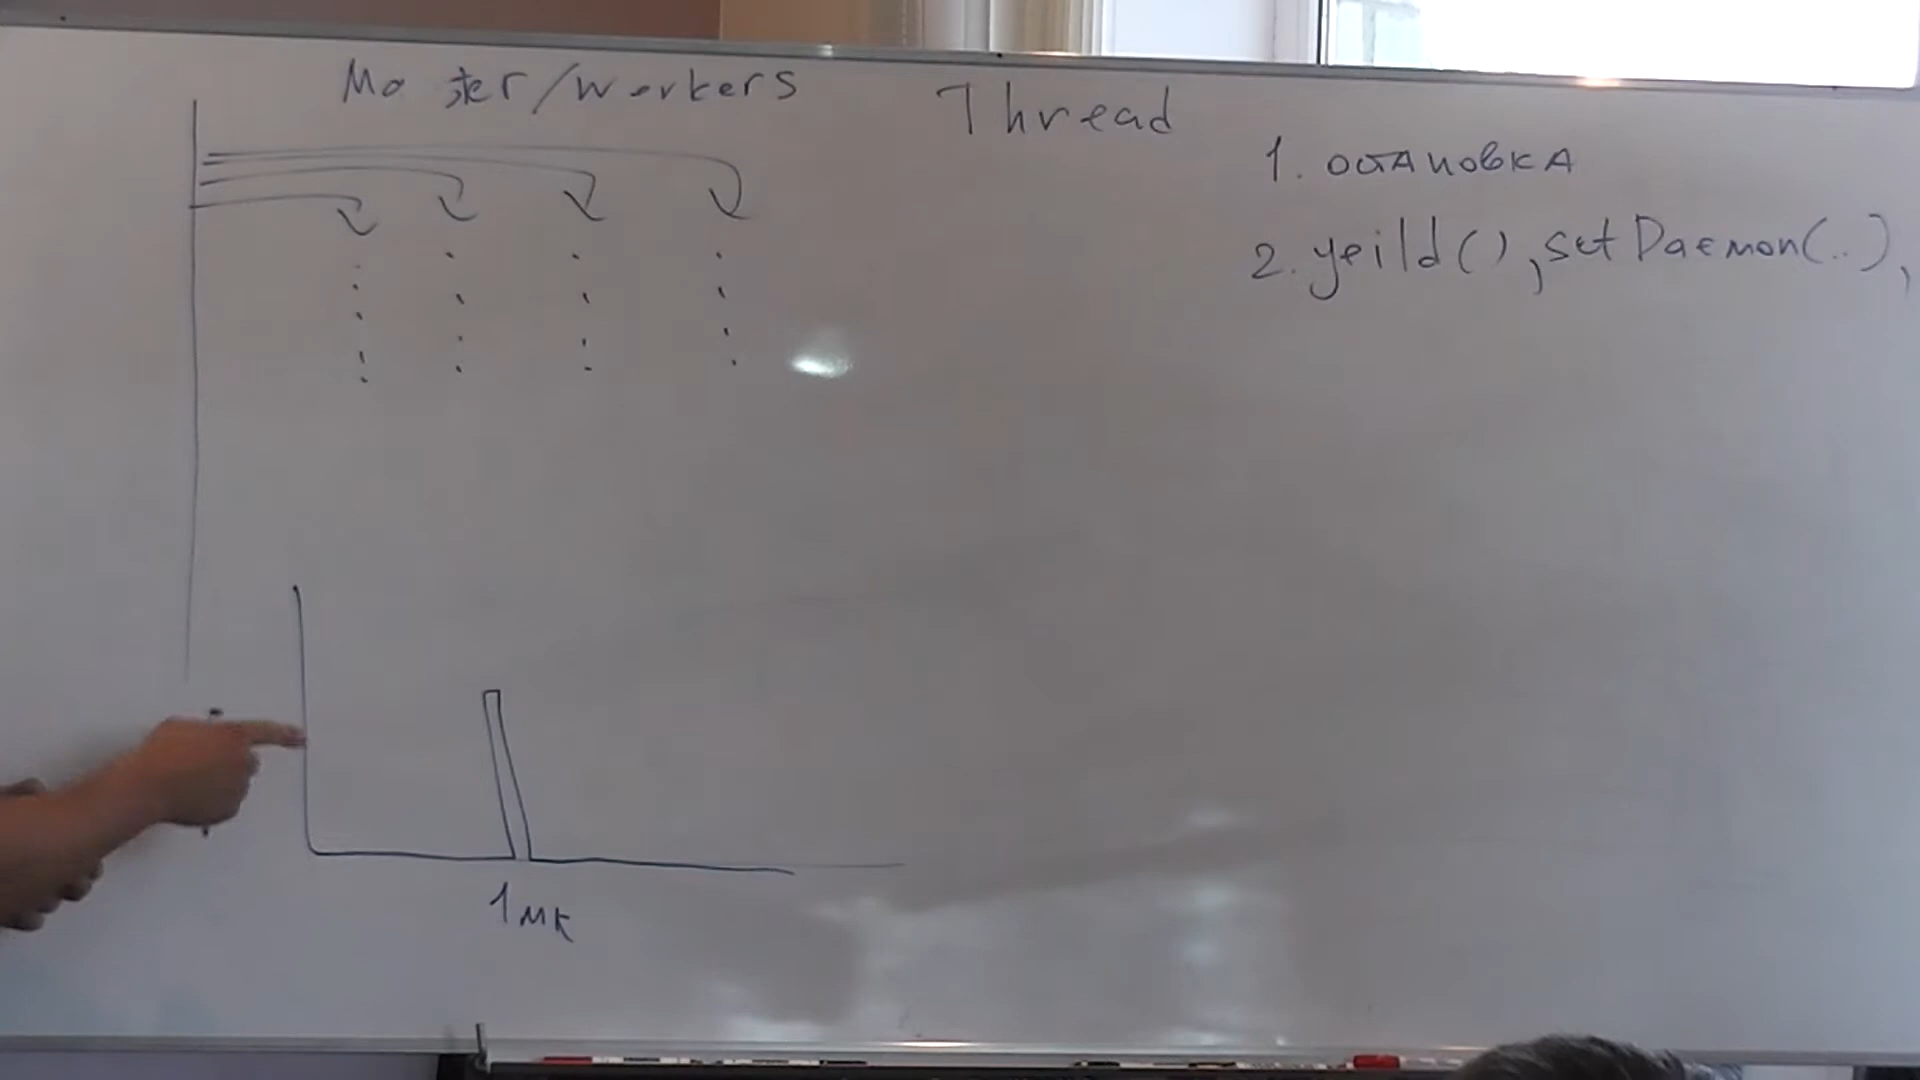 Master/workers
Thread
1. остановка
2. yeild(), setDaemon(..),
1мк